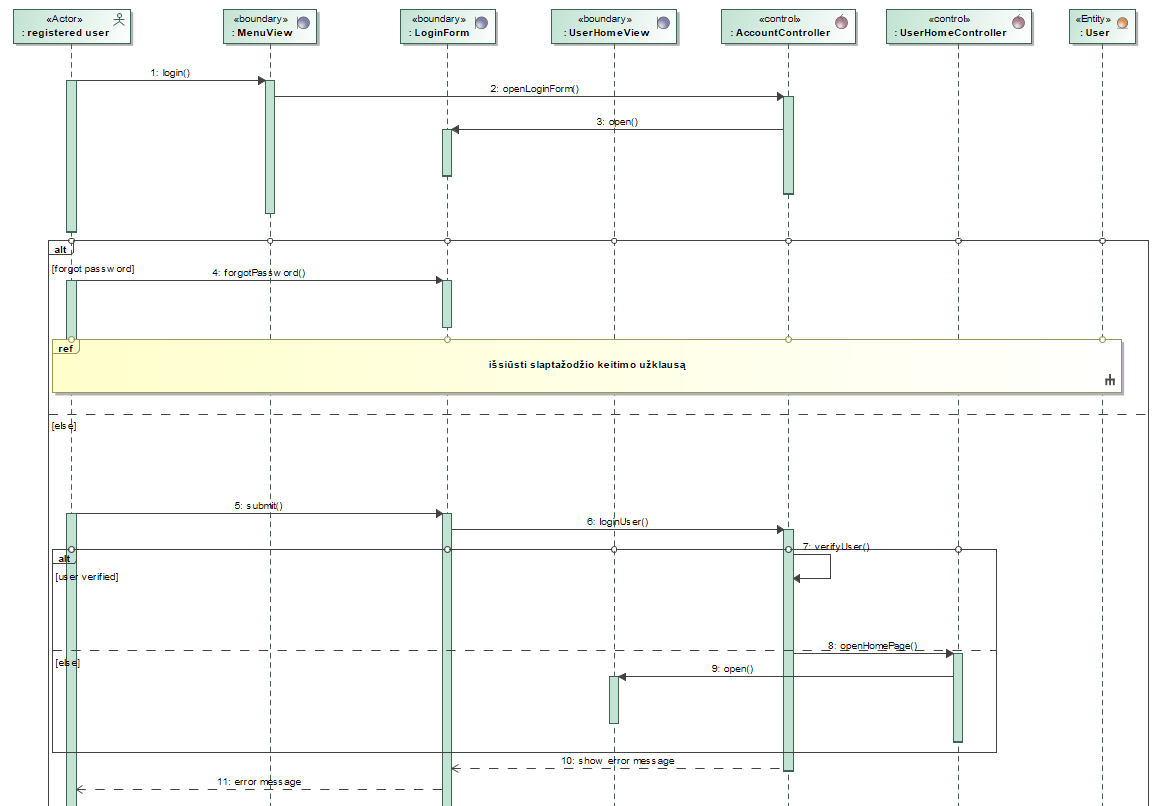 «Actor»
: registered user
«boundary»
: MenuView
«boundary»
: LoginForm
«boundary»
: UserHomeView
«control»
: AccountController
«control»
: UserHomeController
«Entity»
: User
1: login()
2: openLoginForm()
3: open()
alt
[forgot password]
4: forgotPassword()
ref
išsiūsti slaptažodžio keitimo užklausą
[else]
5: submit()
6: loginUser()
alt
7: verifyUser()
[user verified]
8: openHomePage()
[else]
9: open()
10: show error message
11: error message